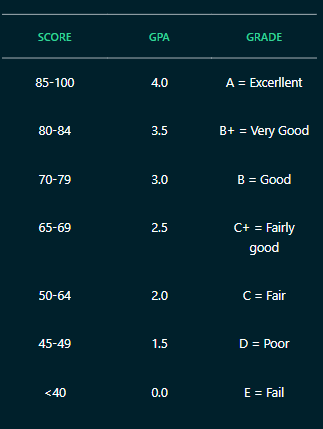 SCORE GPA GRADE
85-100 4.0 A = Excerllent
80-84 3.5 B+ = Very Good
70-79 3.0 B = Good
65-69 2.5 C+ = Fairly
good
50-64 2.0 C = Fair
45-49 1.5 D = Poor
<40 0.0 E = Fail